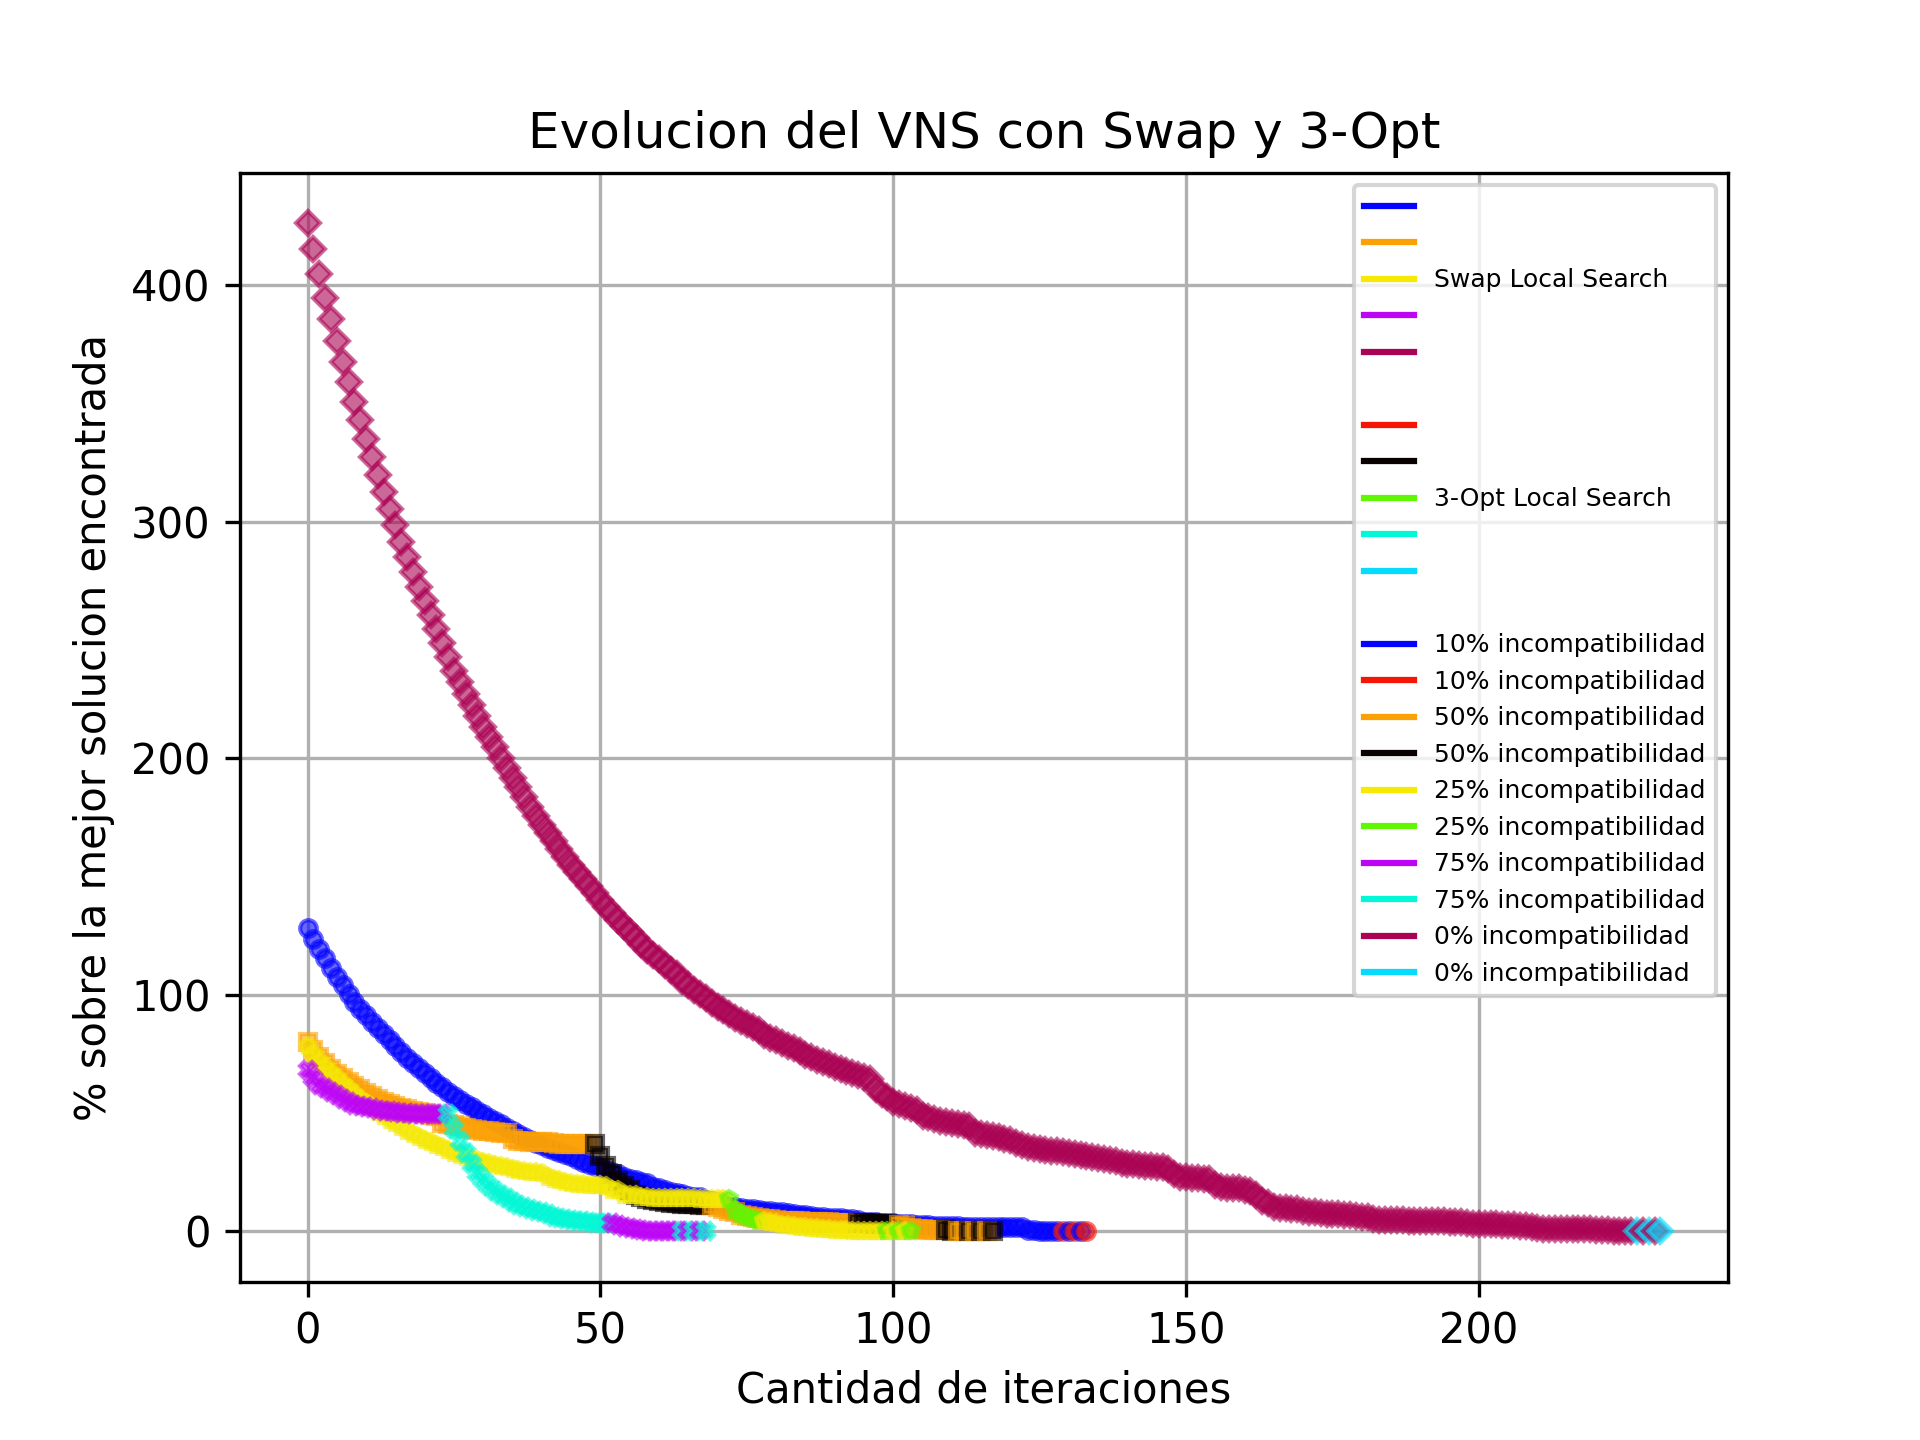 Evolucion del VNS con Swap y 3-Opt
% sobre la mejor solucion encontrada
400
300
200
100
0
Swap Local Search
3-Opt Local Search
10% incompatibilidad
10% incompatibilidad
50% incompatibilidad
50% incompatibilidad
25% incompatibilidad
25% incompatibilidad
75% incompatibilidad
75% incompatibilidad
0% incompatibilidad
0% incompatibilidad
0 50 100 150 200
Cantidad de iteraciones